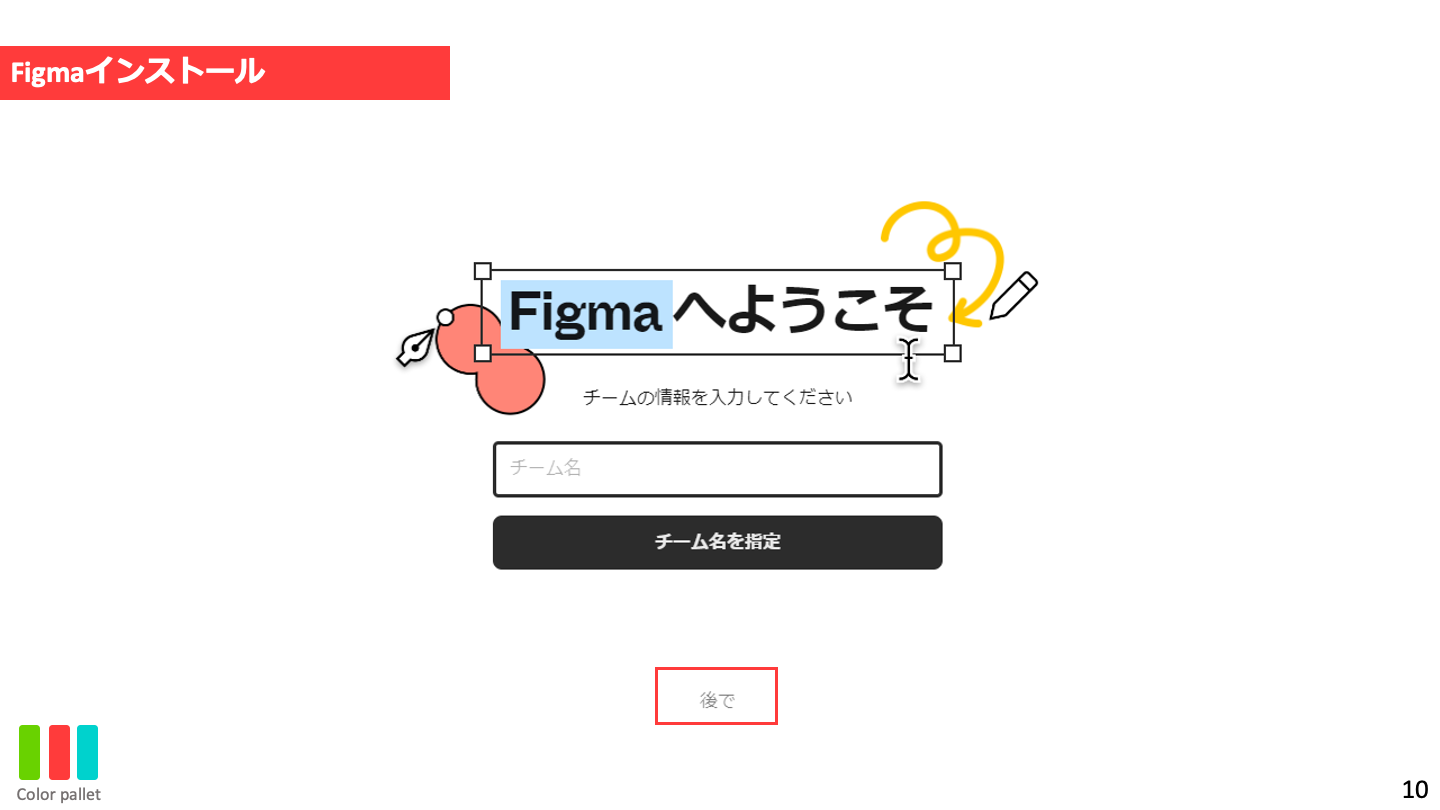 Figmaインストール
Figma へようこそ
チームの情報を入力してください
チーム名
チーム名を指定
後で
Color pallet
10